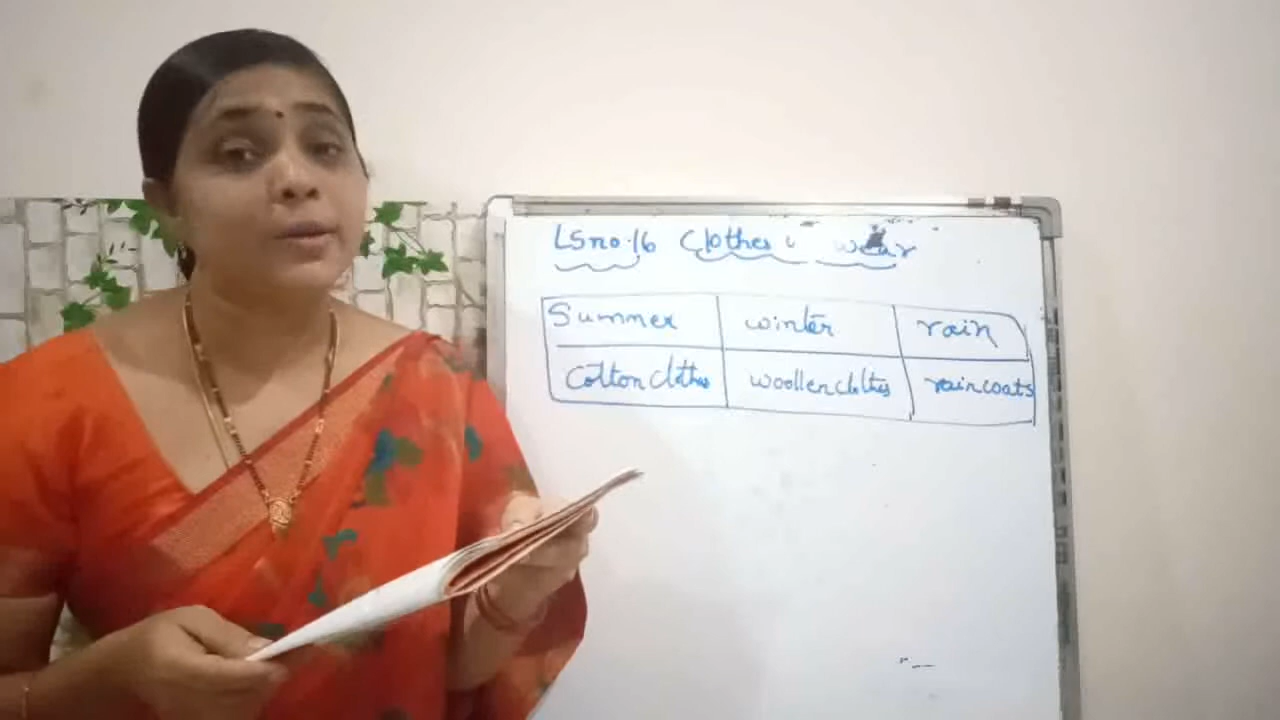 LSno.16 Clothes wear
Summer winter rain
Cotton clothes woollen clothes raincoats